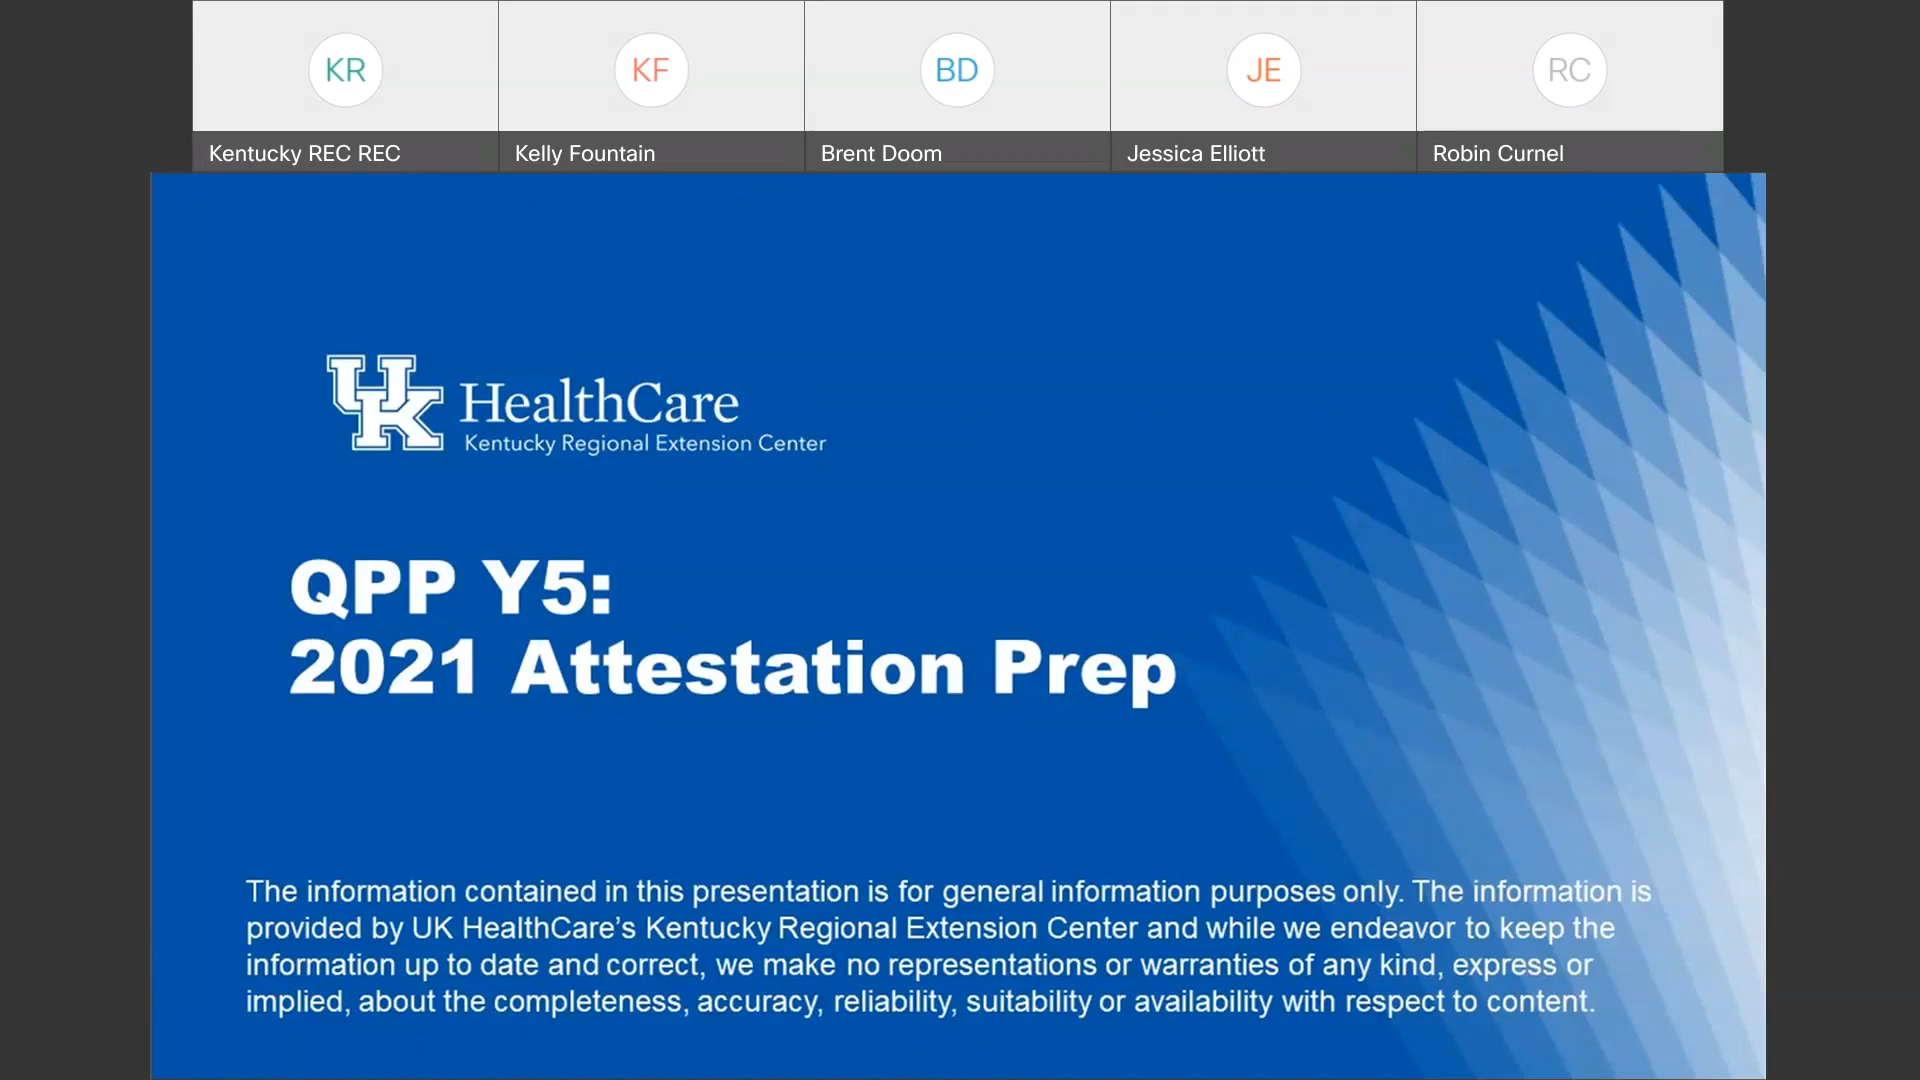 KR
KF
BD
JE
RC
Kentucky REC REC
Kelly Fountain
Brent Doom
Jessica Elliott
Robin Curnel
UK HealthCare
Kentucky Regional Extension Center
QPP Y5:
2021 Attestation Prep
The information contained in this presentation is for general information purposes only. The information is
provided by UK HealthCare’s Kentucky Regional Extension Center and while we endeavor to keep the
information up to date and correct, we make no representations or warranties of any kind, express or
implied, about the completeness, accuracy, reliability, suitability or availability with respect to content.